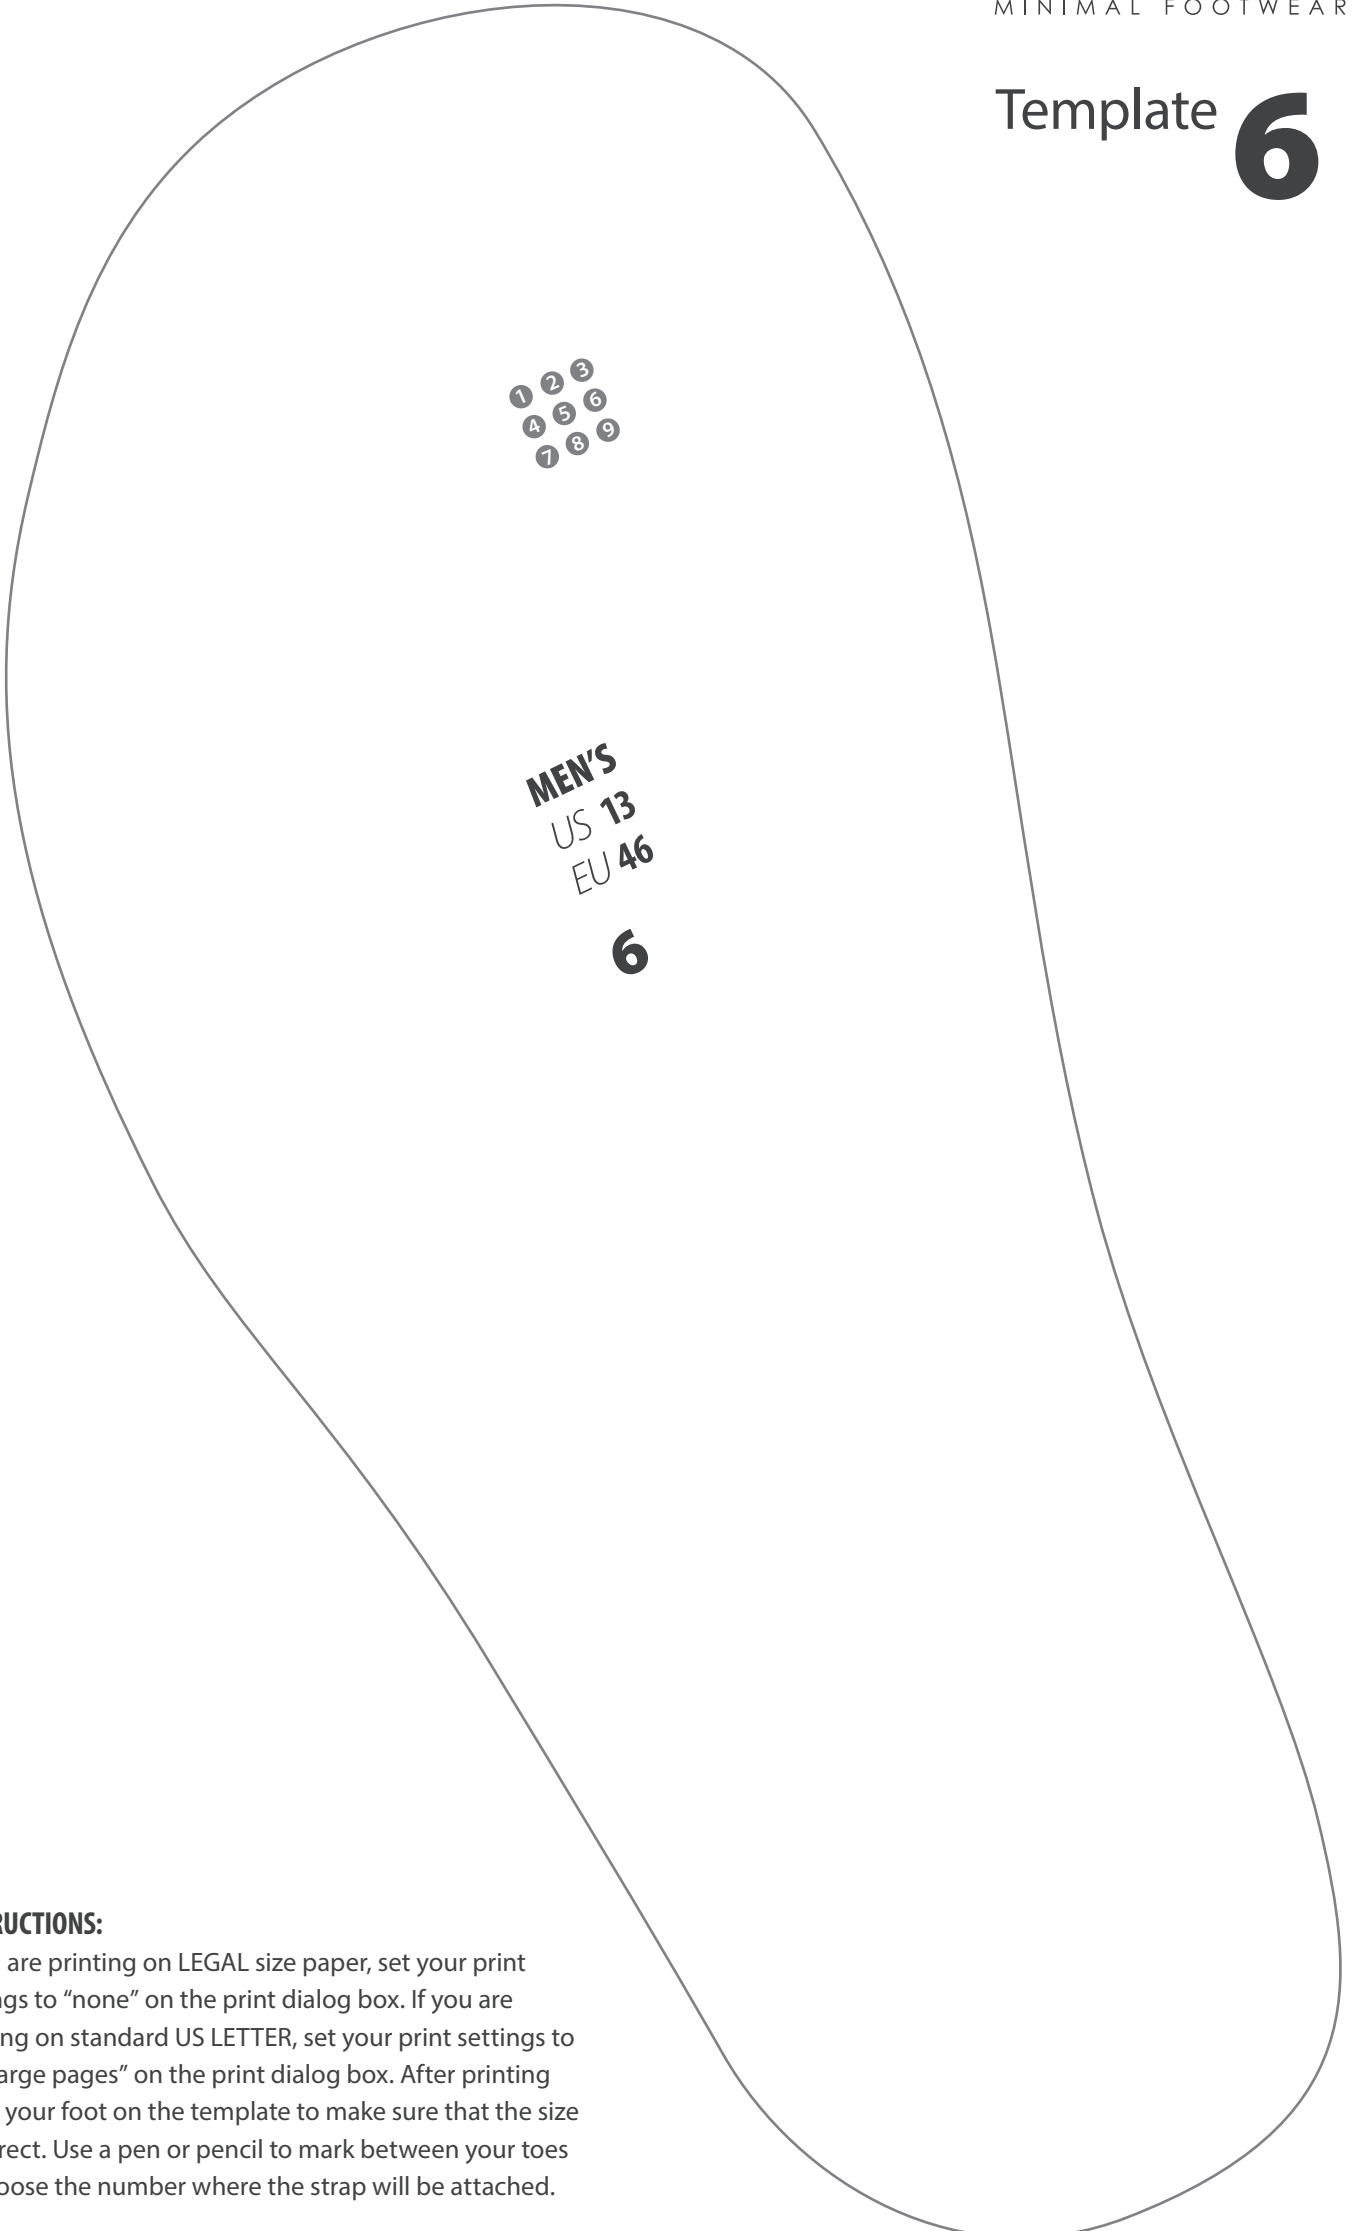 MINIMAL FOOTWEAR
Template 6
1 2 3
4 5 6
7 8 9
MEN’S
US 13
EU 46
6
RUCTIONS:
are printing on LEGAL size paper, set your print
ngs to “none” on the print dialog box. If you are
ng on standard US LETTER, set your print settings to
arge pages” on the print dialog box. After printing
your foot on the template to make sure that the size
rect. Use a pen or pencil to mark between your toes
oose the number where the strap will be attached.